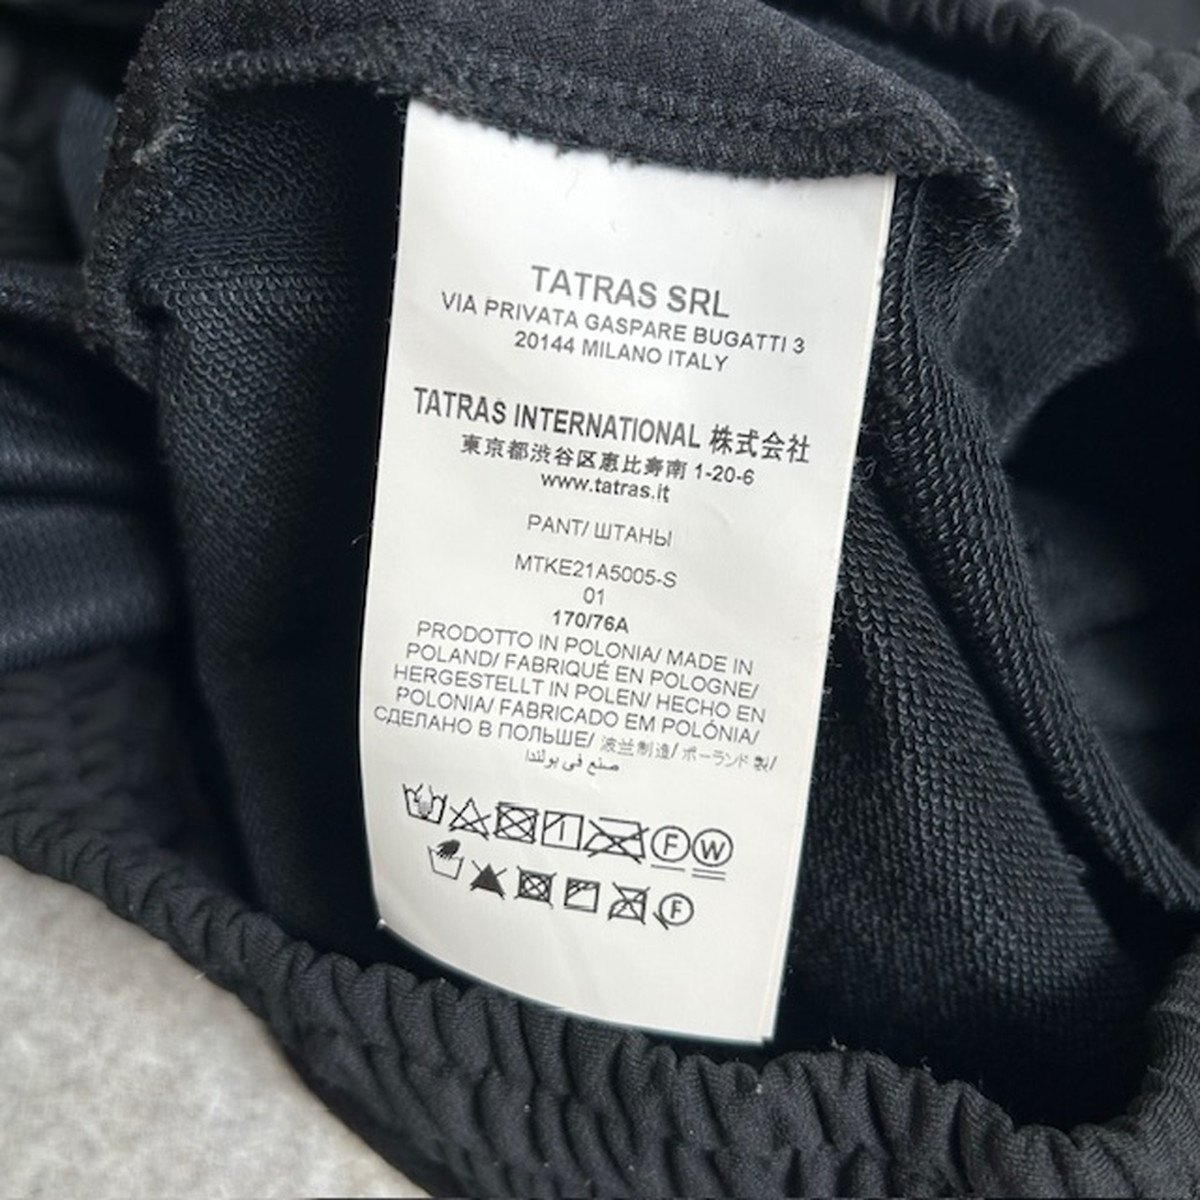 TATRAS SRL
VIA PRIVATA GASPARE BUGATTI 3
20144 MILANO ITALY
TATRAS INTERNATIONAL 株式会社
東京都渋谷区恵比寿南 1-20-6
www.tatras.it
PANT/ ШТАНЫ
MTKE21A5005-S
01
170/76A
PRODOTTO IN POLONIA/ MADE IN
POLAND/ FABRIQUÉ EN POLOGNE/
HERGESTELLT IN POLEN/ HECHO EN
POLONIA/ FABRICADO EM POLÓNIA/
СДЕЛАНО В ПОЛЬШЕ/ 波兰制造/ ポーランド製/
صنع في بولندا
F W
F